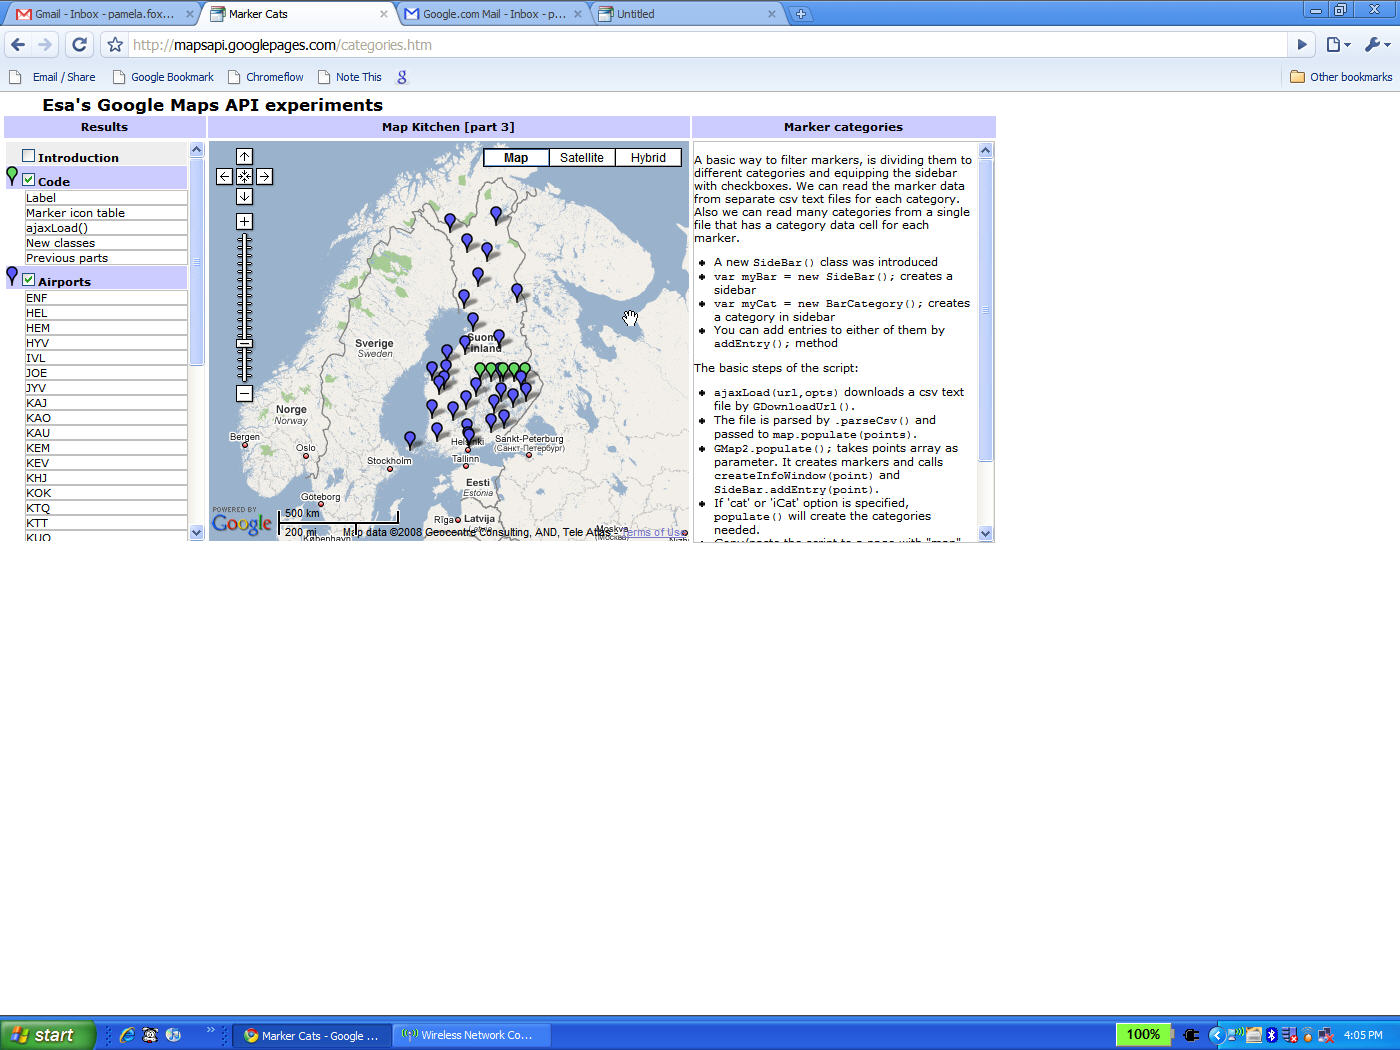 Gmail - Inbox - pamela.fox...
Marker Cats
Google.com Mail - Inbox - p...
Untitled
http://mapsapi.googlepages.com/categories.htm
Email / Share
Google Bookmark
Chromeflow
Note This
g
Other bookmarks
Esa's Google Maps API experiments
Results
Map Kitchen [part 3]
Marker categories
Introduction
Code
Label
Marker icon table
ajaxLoad()
New classes
Previous parts
Airports
ENF
HEL
HEM
HYV
IVL
JOE
JYV
KAJ
KAO
KAU
KEM
KEV
KHJ
KOK
KTQ
KTT
KUO
Map
Satellite
Hybrid
Suomi
Finland
Sverige
Sweden
Norge
Norway
Bergen
Oslo
Stockholm
Helsinki
Sankt-Peterburg
(Санкт-Петербург)
Tallinn
Eesti
Estonia
Göteborg
Rīga
Latvija
Latvia
København
Moskva
(Москва)
500 km
200 mi
POWERED BY
Google
Map data ©2008 Geocentre Consulting, AND, Tele Atlas - Terms of Use
A basic way to filter markers, is dividing them to
different categories and equipping the sidebar
with checkboxes. We can read the marker data
from separate csv text files for each category.
Also we can read many categories from a single
file that has a category data cell for each
marker.
A new SideBar() class was introduced
var myBar = new SideBar(); creates a
sidebar
var myCat = new BarCategory(); creates
a category in sidebar
You can add entries to either of them by
addEntry(); method
The basic steps of the script:
ajaxLoad(url,opts) downloads a csv text
file by GDownloadUrl().
The file is parsed by .parseCsv() and
passed to map.populate(points).
GMap2.populate(); takes points array as
parameter. It creates markers and calls
createInfoWindow(point) and
SideBar.addEntry(point).
If 'cat' or 'iCat' option is specified,
populate() will create the categories
needed.
Copy/paste the script to a page with "map"
start
Marker Cats - Google ...
Wireless Network Co...
100%
4:05 PM